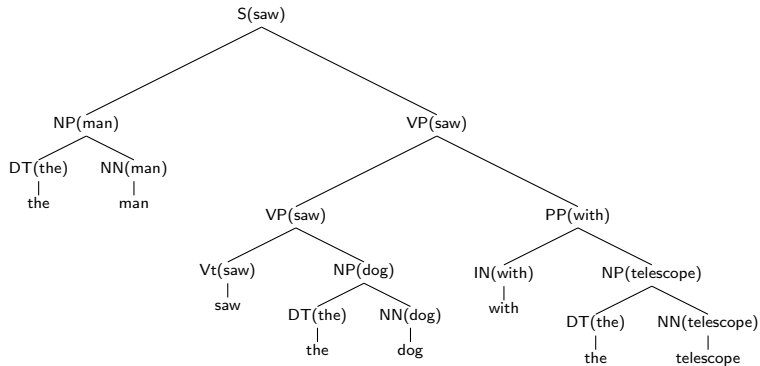 S(saw)
NP(man) VP(saw)
DT(the) NN(man)
the man
VP(saw) PP(with)
Vt(saw) NP(dog) IN(with) NP(telescope)
saw with
DT(the) NN(dog) DT(the) NN(telescope)
the dog the telescope